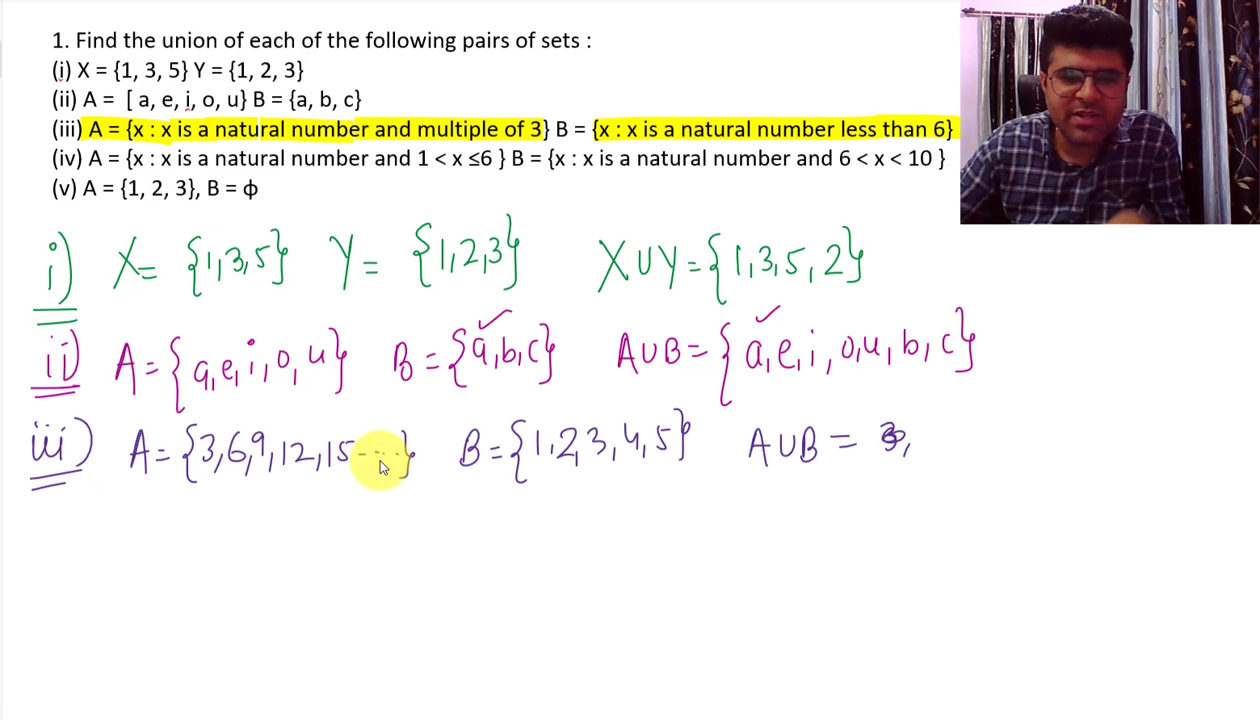 1. Find the union of each of the following pairs of sets :
(i) X = {1, 3, 5} Y = {1, 2, 3}
(ii) A = [ a, e, i, o, u} B = {a, b, c}
(iii) A = {x : x is a natural number and multiple of 3} B = {x : x is a natural number less than 6}
(iv) A = {x : x is a natural number and 1 < x ≤6 } B = {x : x is a natural number and 6 < x < 10 }
(v) A = {1, 2, 3}, B = ϕ
i) X= {1,3,5} Y = {1,2,3} X∪Y={1,3,5,2}
ii) A={a,e,i,o,u} B={a,b,c} A∪B={a,e,i,o,u,b,c}
iii) A={3,6,9,12,15-----} B={1,2,3,4,5} A∪B = 3,